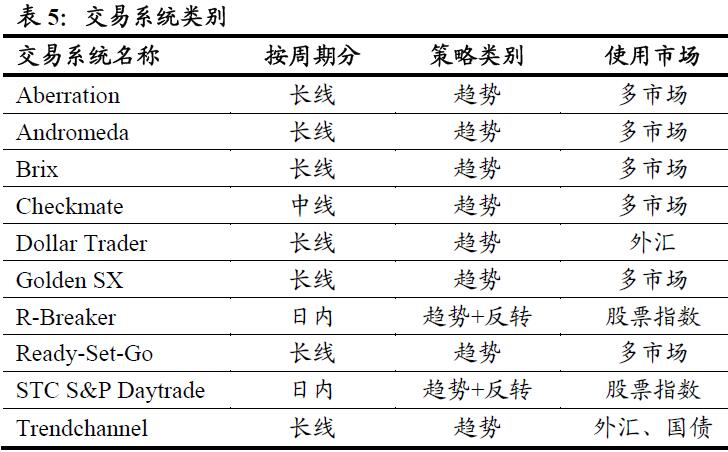 表 5: 交易系统类别
交易系统名称 按周期分 策略类别 使用市场
Aberration 长线 趋势 多市场
Andromeda 长线 趋势 多市场
Brix 长线 趋势 多市场
Checkmate 中线 趋势 多市场
Dollar Trader 长线 趋势 外汇
Golden SX 长线 趋势 多市场
R-Breaker 日内 趋势+反转 股票指数
Ready-Set-Go 长线 趋势 多市场
STC S&P Daytrade 日内 趋势+反转 股票指数
Trendchannel 长线 趋势 外汇、国债